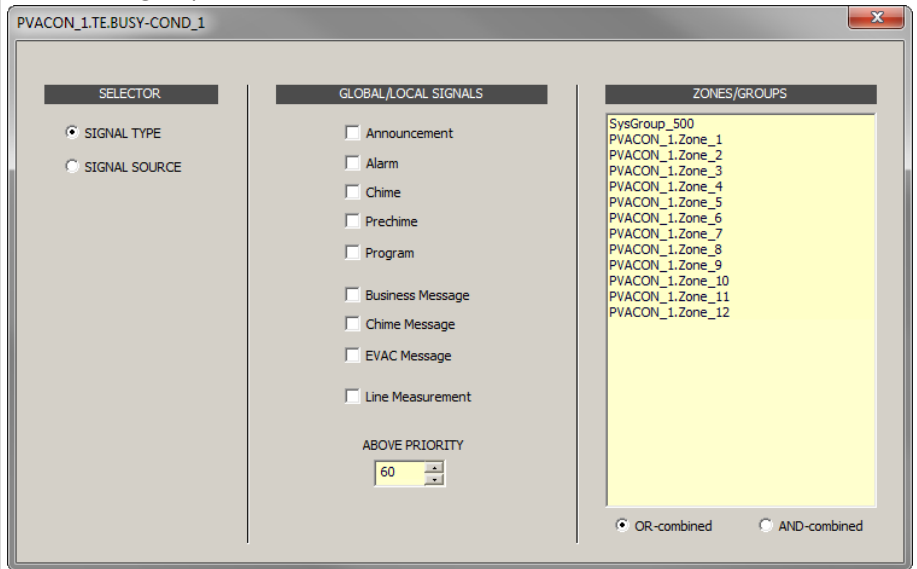 PVACON_1.TE.BUSY-COND_1
SELECTOR
SIGNAL TYPE
SIGNAL SOURCE
GLOBAL/LOCAL SIGNALS
Announcement
Alarm
Chime
Prechime
Program
Business Message
Chime Message
EVAC Message
Line Measurement
ABOVE PRIORITY
60
ZONES/GROUPS
SysGroup_500
PVACON_1.Zone_1
PVACON_1.Zone_2
PVACON_1.Zone_3
PVACON_1.Zone_4
PVACON_1.Zone_5
PVACON_1.Zone_6
PVACON_1.Zone_7
PVACON_1.Zone_8
PVACON_1.Zone_9
PVACON_1.Zone_10
PVACON_1.Zone_11
PVACON_1.Zone_12
OR-combined
AND-combined